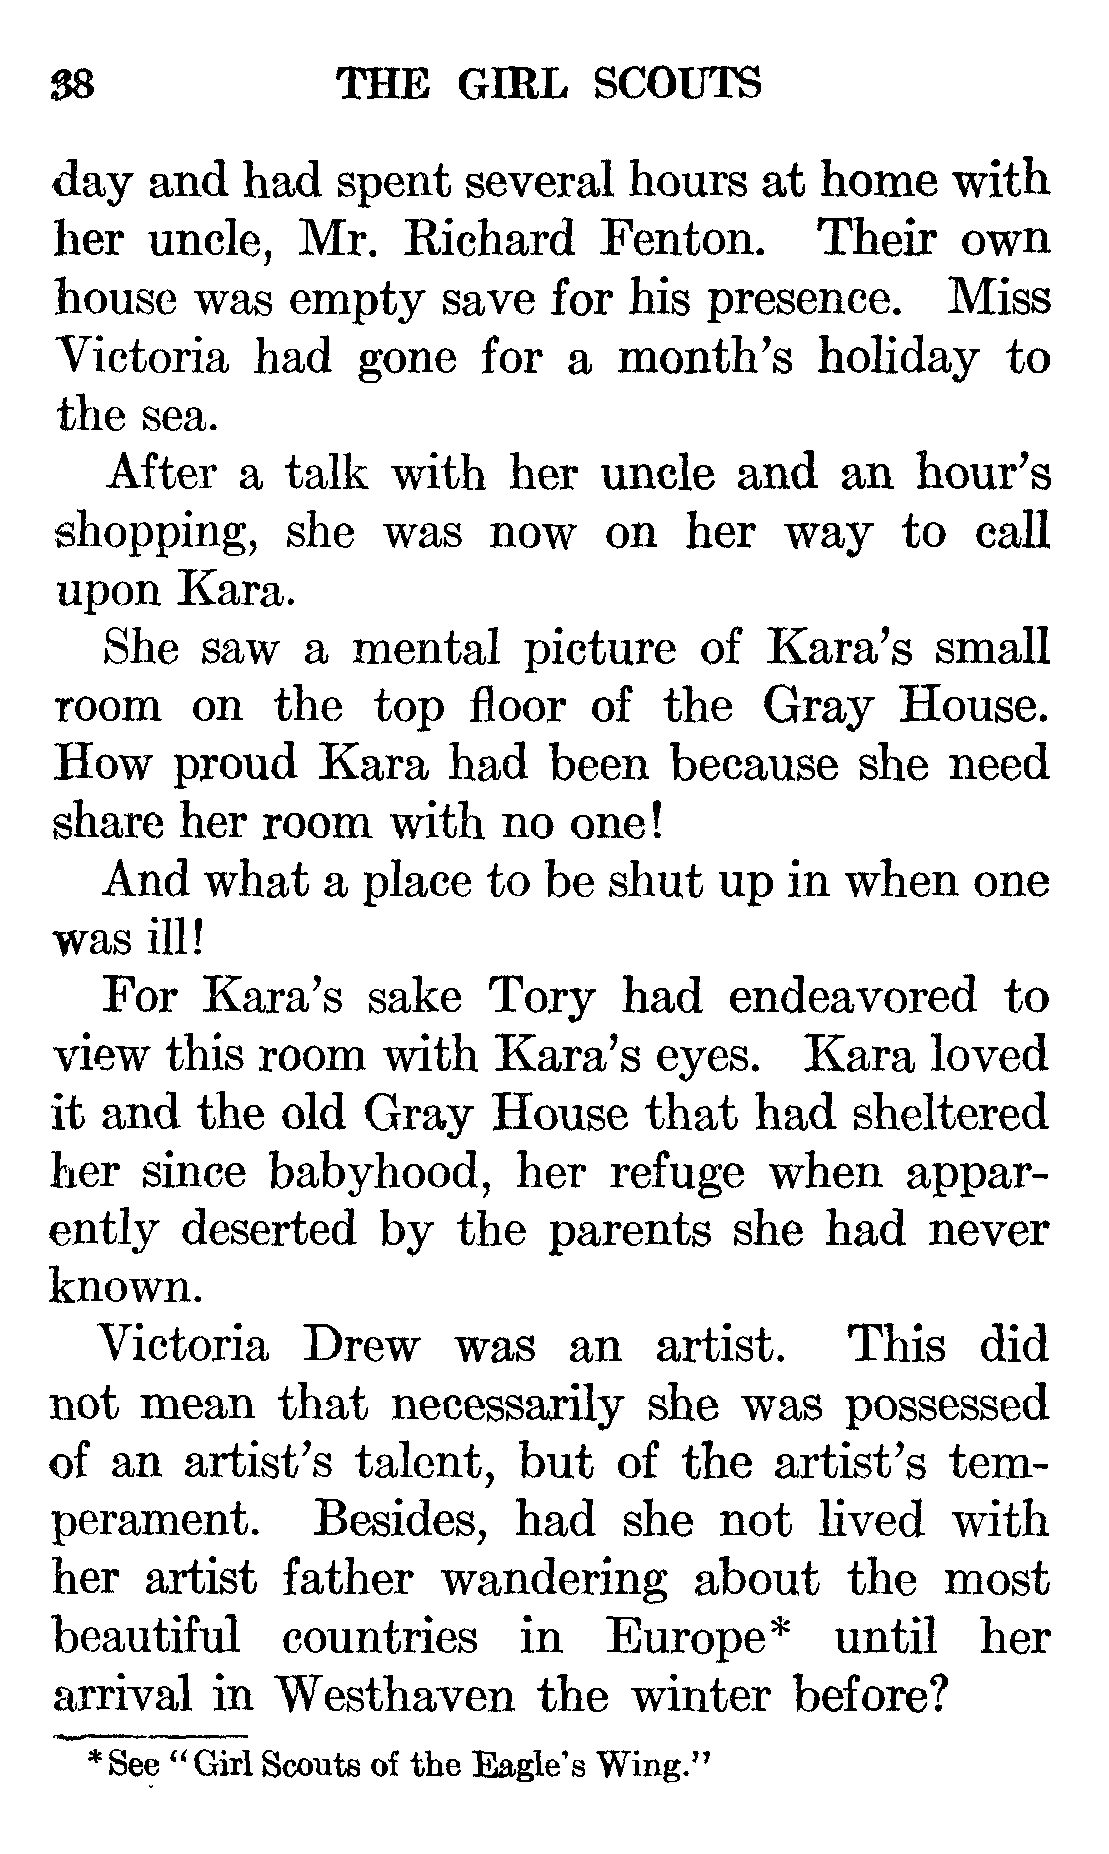 38 THE GIRL SCOUTS
day and had spent several hours at home with
her uncle, Mr. Richard Fenton. Their own
house was empty save for his presence. Miss
Victoria had gone for a month's holiday to
the sea.
After a talk with her uncle and an hour's
shopping, she was now on her way to call
upon Kara.
She saw a mental picture of Kara's small
room on the top floor of the Gray House.
How proud Kara had been because she need
share her room with no one!
And what a place to be shut up in when one
was ill!
For Kara's sake Tory had endeavored to
view this room with Kara's eyes. Kara loved
it and the old Gray House that had sheltered
her since babyhood, her refuge when appar-
ently deserted by the parents she had never
known.
Victoria Drew was an artist. This did
not mean that necessarily she was possessed
of an artist's talent, but of the artist's tem-
perament. Besides, had she not lived with
her artist father wandering about the most
beautiful countries in Europe* until her
arrival in Westhaven the winter before?
*See "Girl Scouts of the Eagle's Wing."